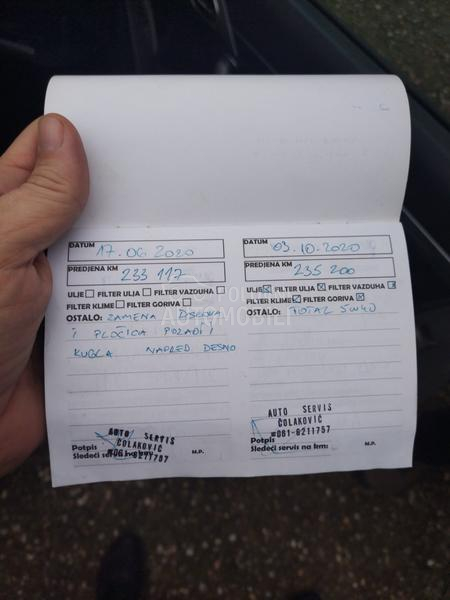 DATUM 17.06 2020
PREDJENA KM
233 117
ULJE FILTER ULJA FILTER VAZDUHA
FILTER KLIME FILTER GORIVA
OSTALO: ZAMENA DISKOVA
I PLOČICA POZADI I
KUGLA NAPRED DESNO
AUTO SERVIS
ČOLAKOVIĆ
061-8211757
Potpis
M.P.
Sledeći servis na km:
DATUM 03.10.2020
PREDJENA KM
235 200
ULJE FILTER ULJA FILTER VAZDUHA
FILTER KLIME FILTER GORIVA
OSTALO: TOTAL 5W40
AUTO SERVIS
ČOLAKOVIĆ
061-8211757
Potpis
M.P.
Sledeći servis na km: